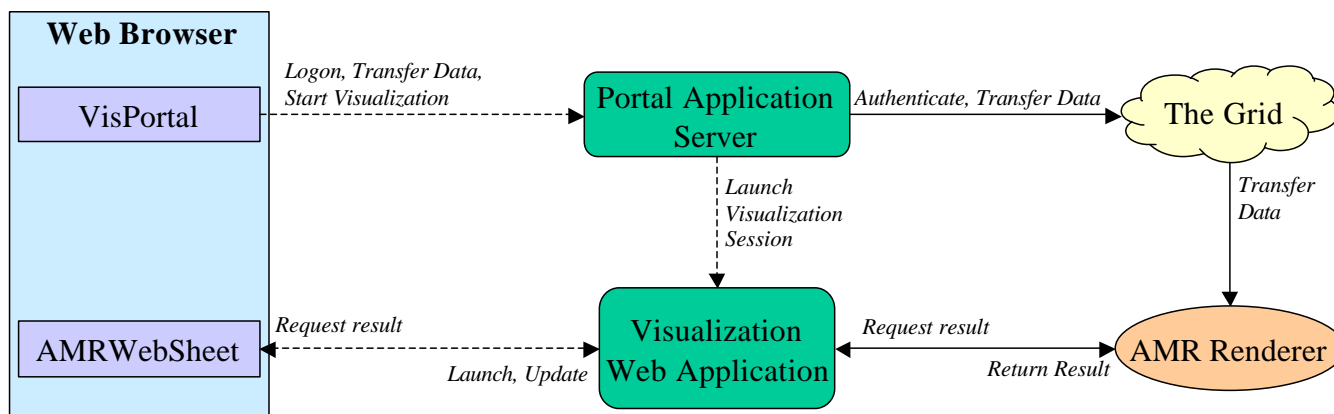 Web Browser
VisPortal
Logon, Transfer Data,
Start Visualization
Portal Application
Server
Authenticate, Transfer Data
The Grid
Launch
Visualization
Session
Transfer
Data
AMRWebSheet
Request result
Launch, Update
Visualization
Web Application
Request result
Return Result
AMR Renderer